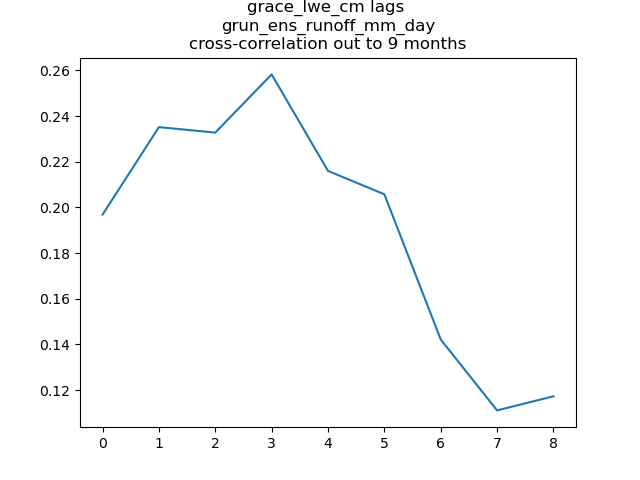 grace_lwe_cm lags
grun_ens_runoff_mm_day
cross-correlation out to 9 months
0.26
0.24
0.22
0.20
0.18
0.16
0.14
0.12
0 1 2 3 4 5 6 7 8